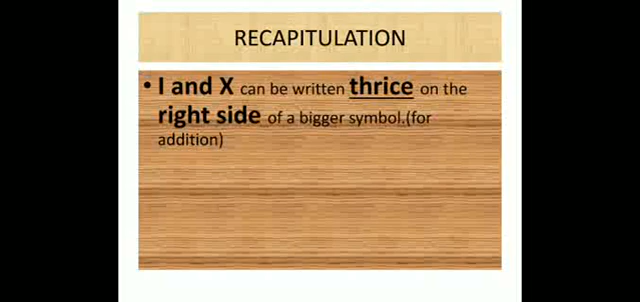 RECAPITULATION
• I and X can be written thrice on the
right side of a bigger symbol.(for
addition)